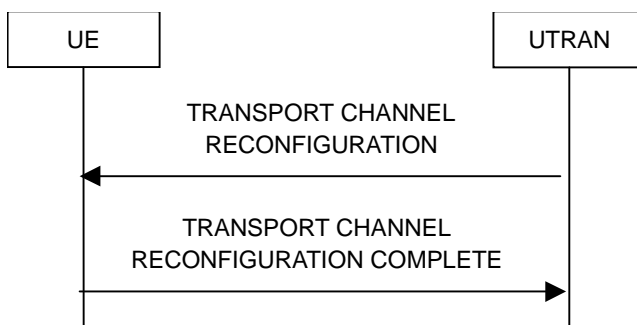 UE
UTRAN
TRANSPORT CHANNEL
RECONFIGURATION
TRANSPORT CHANNEL
RECONFIGURATION COMPLETE